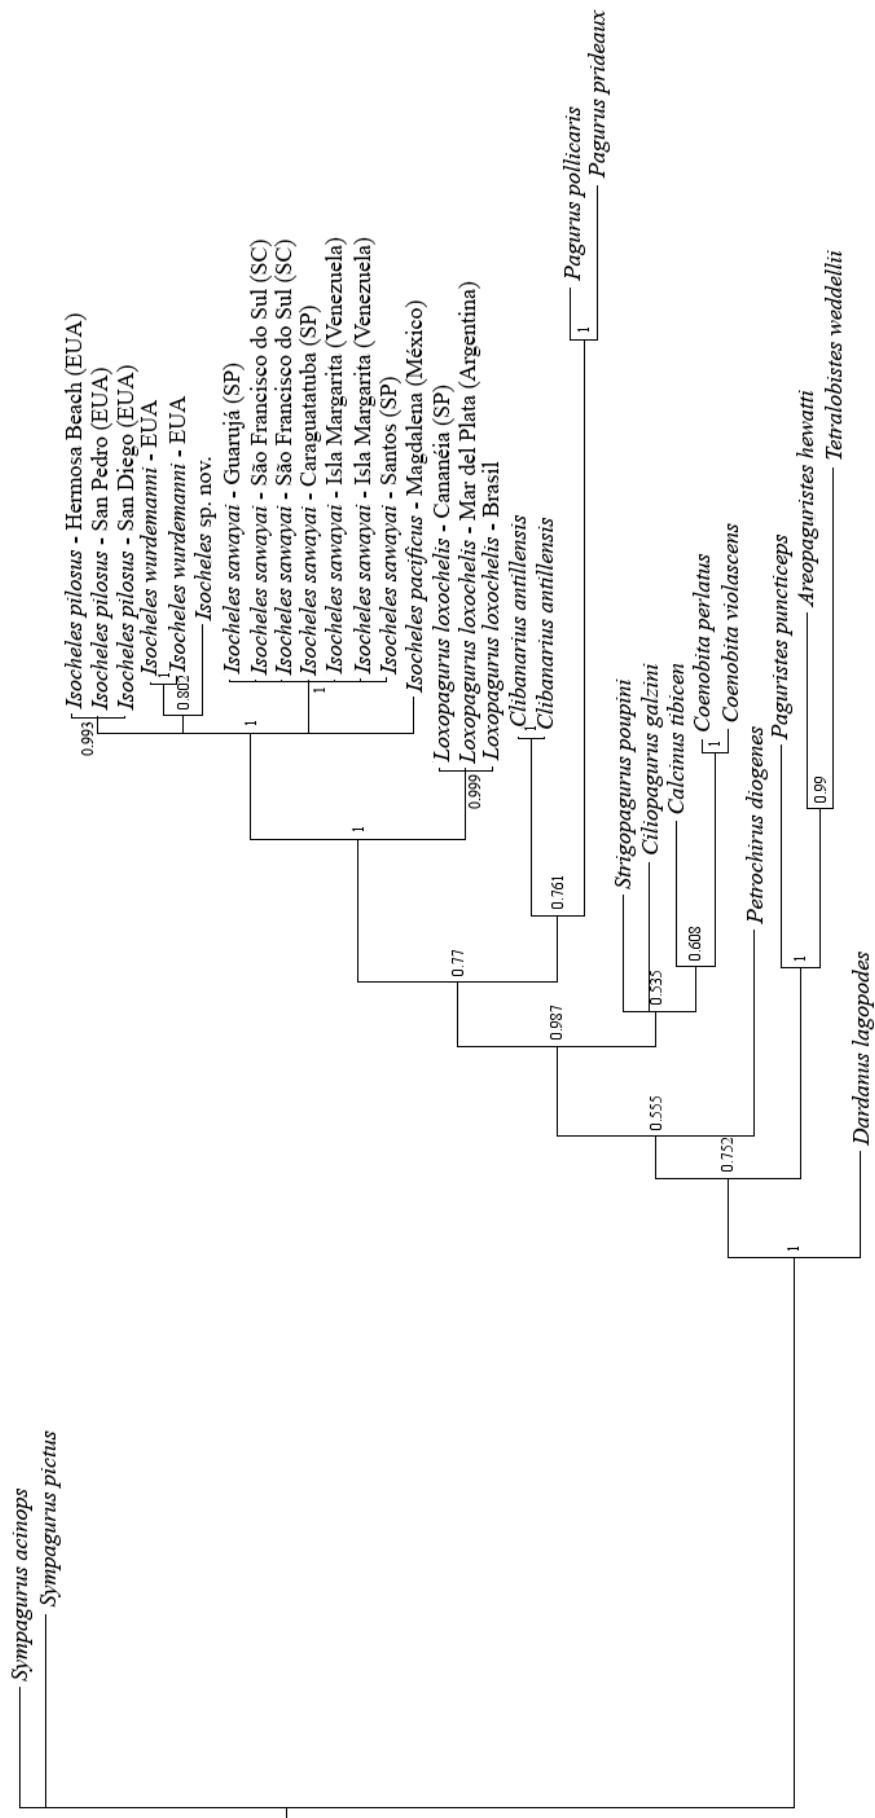 Sympagurus acinops
Sympagurus pictus
Isocheles pilosus - Hermosa Beach (EUA)
Isocheles pilosus - San Pedro (EUA)
Isocheles pilosus - San Diego (EUA)
0.993
Isocheles wurdemanni - EUA
Isocheles wurdemanni - EUA
1
0.802
Isocheles sp. nov.
1
Isocheles sawayai - Guarujá (SP)
Isocheles sawayai - São Francisco do Sul (SC)
Isocheles sawayai - São Francisco do Sul (SC)
Isocheles sawayai - Caraguatatuba (SP)
Isocheles sawayai - Isla Margarita (Venezuela)
Isocheles sawayai - Isla Margarita (Venezuela)
Isocheles sawayai - Santos (SP)
1
Isocheles pacificus - Magdalena (México)
1
Loxopagurus loxochelis - Cananéia (SP)
Loxopagurus loxochelis - Mar del Plata (Argentina)
Loxopagurus loxochelis - Brasil
0.999
0.77
Clibanarius antillensis
Clibanarius antillensis
1
0.761
Pagurus pollicaris
Pagurus prideaux
1
0.987
Strigopagurus poupini
Ciliopagurus galzini
0.535
Calcinus tibicen
0.608
Coenobita perlatus
Coenobita violascens
1
0.555
Petrochirus diogenes
0.752
Paguristes puncticeps
1
Areopaguristes hewatti
Tetralobistes weddellii
0.99
1
Dardanus lagopodes